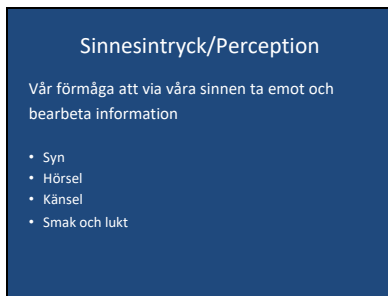 Sinnesintryck/Perception
Vår förmåga att via våra sinnen ta emot och
bearbeta information
• Syn
• Hörsel
• Känsel
• Smak och lukt